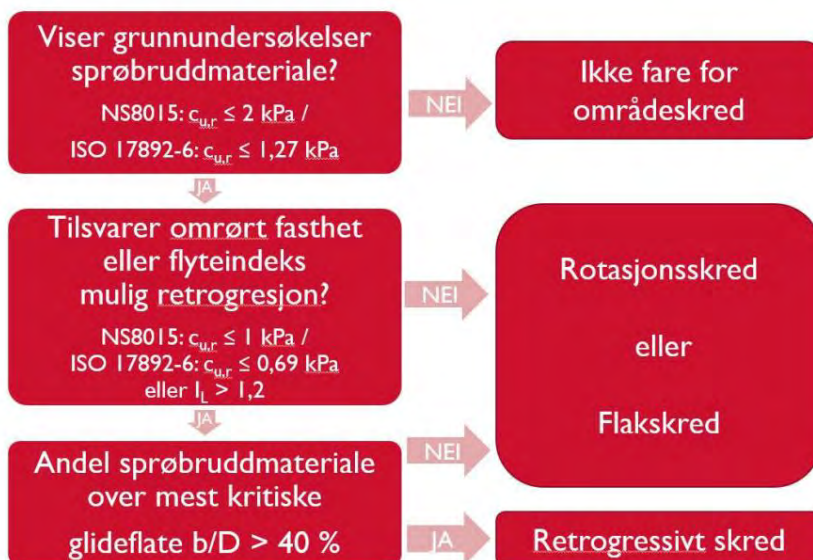 Viser grunnundersøkelser
sprøbruddmateriale?
NS8015: cu,r ≤ 2 kPa /
ISO 17892-6: cu,r ≤ 1,27 kPa
NEI
Ikke fare for
områdeskred
JA
Tilsvarer omrørt fasthet
eller flyteindeks
mulig retrogresjon?
NS8015: cu,r ≤ 1 kPa /
ISO 17892-6: cu,r ≤ 0,69 kPa
eller IL > 1,2
NEI
Rotasjonsskred
eller
Flakskred
JA
Andel sprøbruddmateriale
over mest kritiske
glideflate b/D > 40 %
NEI
JA
Retrogressivt skred